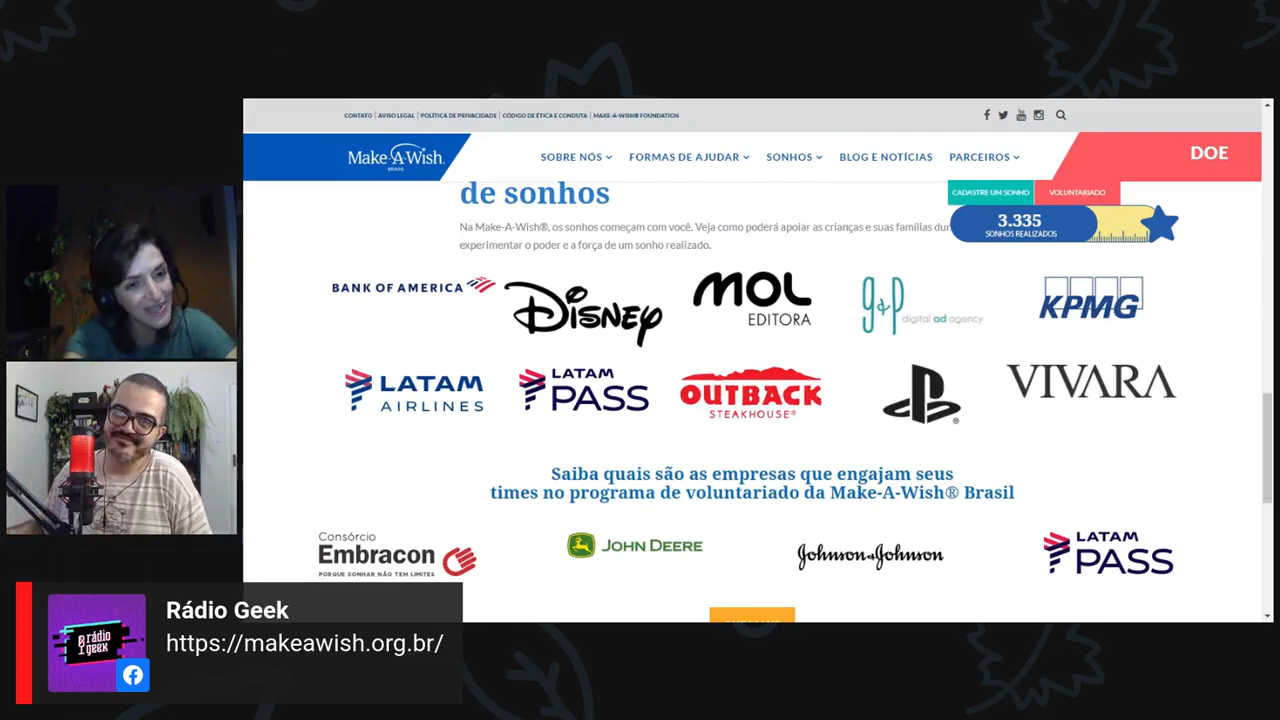 CONTATO | AVISO LEGAL | POLÍTICA DE PRIVACIDADE | CÓDIGO DE ÉTICA E CONDUTA | MAKE-A-WISH® FOUNDATION
Make-A-Wish.
BRASIL
SOBRE NÓS
FORMAS DE AJUDAR
SONHOS
BLOG E NOTÍCIAS
PARCEIROS
DOE
CADASTRE UM SONHO
VOLUNTARIADO
de sonhos
3.335
SONHOS REALIZADOS
Na Make-A-Wish®, os sonhos começam com você. Veja como poderá apoiar as crianças e suas famílias
experimentar o poder e a força de um sonho realizado.
BANK OF AMERICA
DISNEY
MOL
EDITORA
g&p
digital ad agency
KPMG
LATAM
AIRLINES
LATAM
PASS
OUTBACK
STEAKHOUSE®
VIVARA
Saiba quais são as empresas que engajam seus
times no programa de voluntariado da Make-A-Wish® Brasil
Consórcio
Embracon
PORQUE SONHAR NÃO TEM LIMITES
JOHN DEERE
Johnson & Johnson
LATAM
PASS
rádio
geek
Rádio Geek
https://makeawish.org.br/